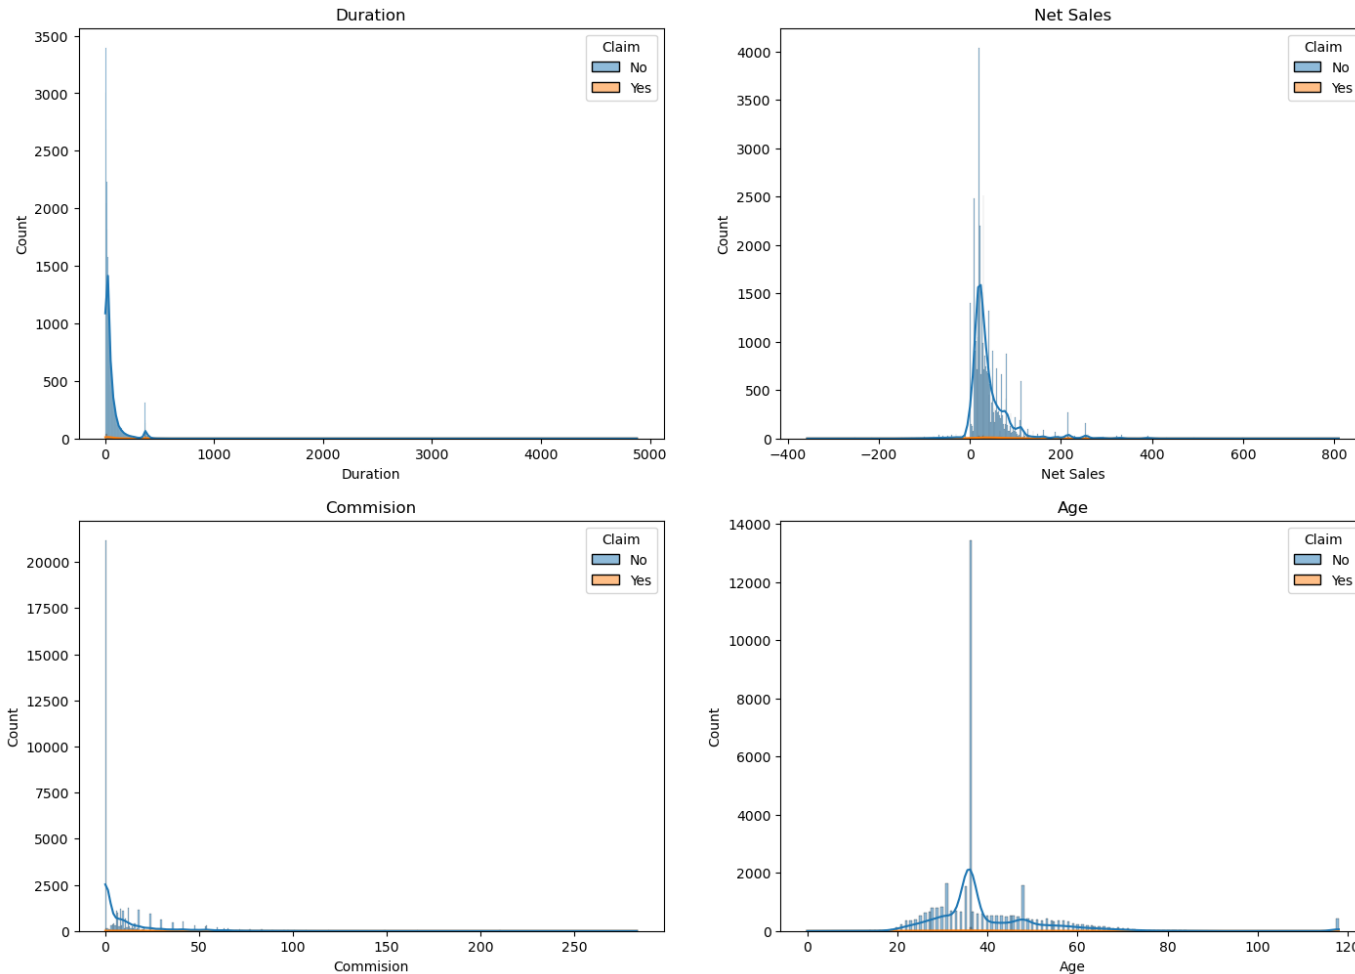 Duration
Claim
No
Yes
3500
3000
2500
2000
1500
1000
500
0
Count
0 1000 2000 3000 4000 5000
Duration
Net Sales
Claim
No
Yes
4000
3500
3000
2500
2000
1500
1000
500
0
Count
−400 −200 0 200 400 600 800
Net Sales
Commision
Claim
No
Yes
20000
17500
15000
12500
10000
7500
5000
2500
0
Count
0 50 100 150 200 250
Commision
Age
Claim
No
Yes
14000
12000
10000
8000
6000
4000
2000
0
Count
0 20 40 60 80 100 120
Age